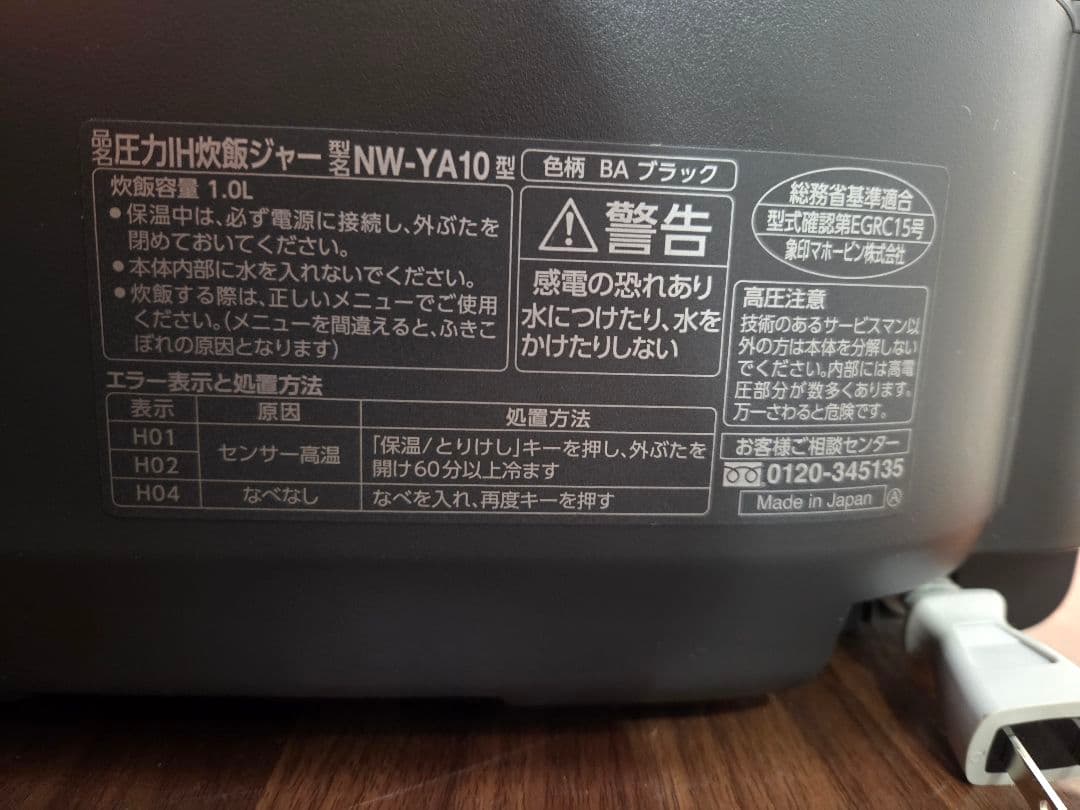 品名 圧力IH炊飯ジャー 型名 NW-YA10型
炊飯容量 1.0L
●保温中は、必ず電源に接続し、外ぶたを
閉めておいてください。
●本体内部に水を入れないでください。
●炊飯する際は、正しいメニューでご使用
ください。(メニューを間違えると、ふきこ
ぼれの原因となります)
色柄 BA ブラック
⚠警告
感電の恐れあり
水につけたり、水を
かけたりしない
総務省基準適合
型式確認第EGRC15号
象印マホービン株式会社
高圧注意
技術のあるサービスマン以
外の方は本体を分解しない
でください。内部には高電
圧部分が数多くあります。
万一さわると危険です。
エラー表示と処置方法
表示 原因 処置方法
H01
H02
センサー高温
「保温/とりけし」キーを押し、外ぶたを
開け60分以上冷ます
H04 なべなし なべを入れ、再度キーを押す
お客様ご相談センター
0120-345135
Made in Japan Ⓐ